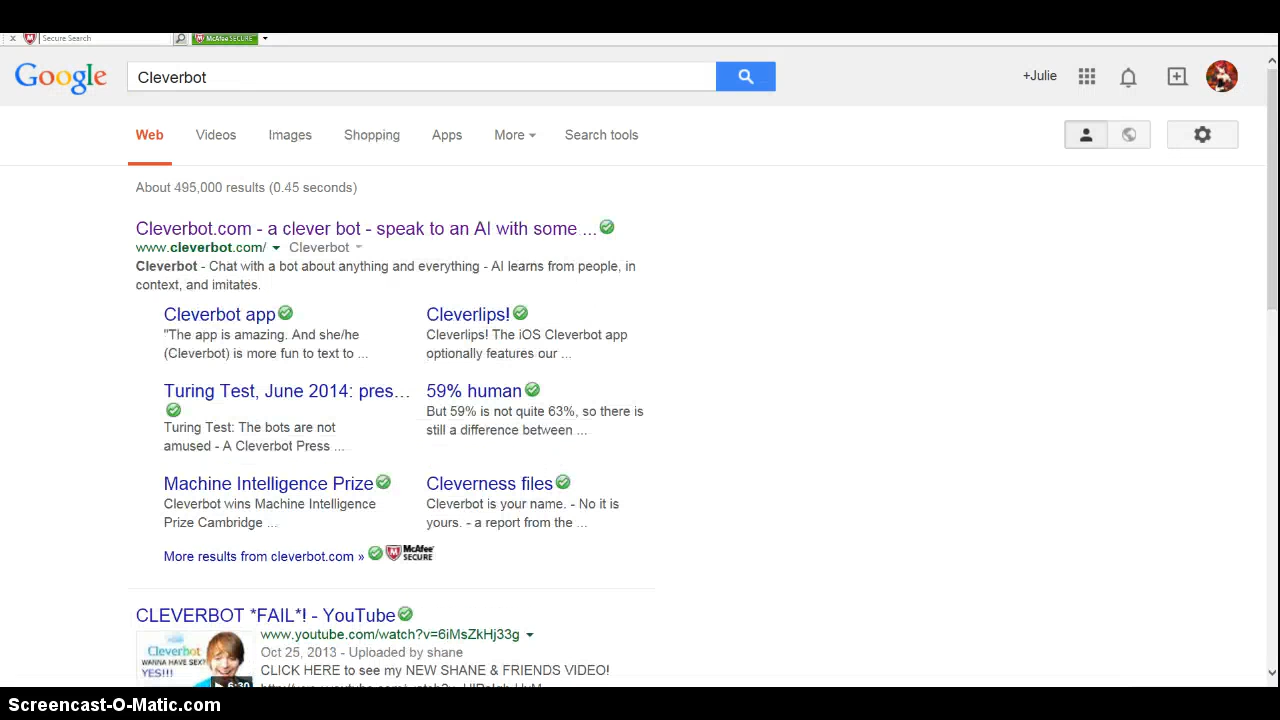 Secure Search McAfee SECURE
Google Cleverbot +Julie
Web Videos Images Shopping Apps More Search tools
About 495,000 results (0.45 seconds)
Cleverbot.com - a clever bot - speak to an AI with some ...
www.cleverbot.com/ Cleverbot
Cleverbot - Chat with a bot about anything and everything - AI learns from people, in
context, and imitates.
Cleverbot app
"The app is amazing. And she/he
(Cleverbot) is more fun to text to ...
Cleverlips!
Cleverlips! The iOS Cleverbot app
optionally features our ...
Turing Test, June 2014: pres...
Turing Test: The bots are not
amused - A Cleverbot Press ...
59% human
But 59% is not quite 63%, so there is
still a difference between ...
Machine Intelligence Prize
Cleverbot wins Machine Intelligence
Prize Cambridge ...
Cleverness files
Cleverbot is your name. - No it is
yours. - a report from the ...
More results from cleverbot.com » McAfee SECURE
CLEVERBOT *FAIL*! - YouTube
Cleverbot
WANNA HAVE SEX?
YES!!!
6:30
www.youtube.com/watch?v=6iMsZkHj33g
Oct 25, 2013 - Uploaded by shane
CLICK HERE to see my NEW SHANE & FRIENDS VIDEO!
Screencast-O-Matic.com